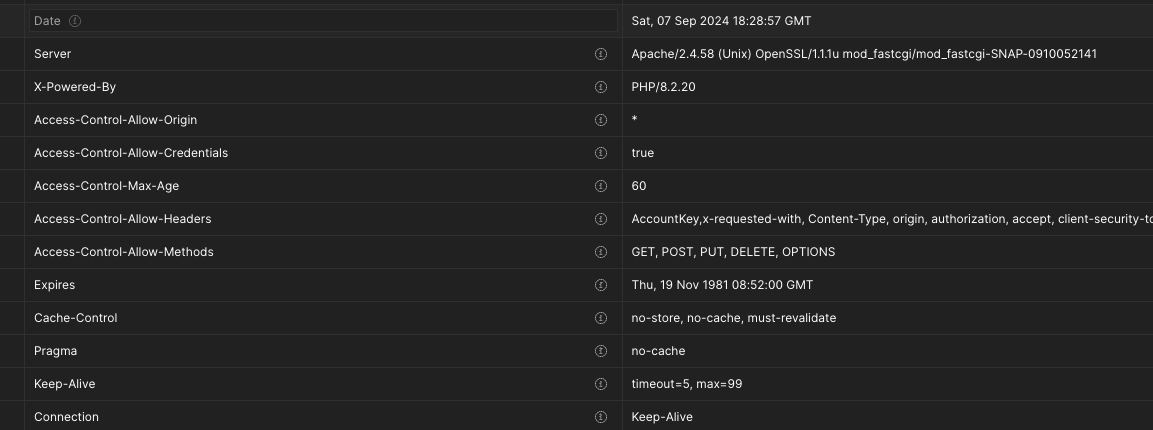 Date Sat, 07 Sep 2024 18:28:57 GMT
Server Apache/2.4.58 (Unix) OpenSSL/1.1.1u mod_fastcgi/mod_fastcgi-SNAP-0910052141
X-Powered-By PHP/8.2.20
Access-Control-Allow-Origin *
Access-Control-Allow-Credentials true
Access-Control-Max-Age 60
Access-Control-Allow-Headers AccountKey,x-requested-with, Content-Type, origin, authorization, accept, client-security-to
Access-Control-Allow-Methods GET, POST, PUT, DELETE, OPTIONS
Expires Thu, 19 Nov 1981 08:52:00 GMT
Cache-Control no-store, no-cache, must-revalidate
Pragma no-cache
Keep-Alive timeout=5, max=99
Connection Keep-Alive